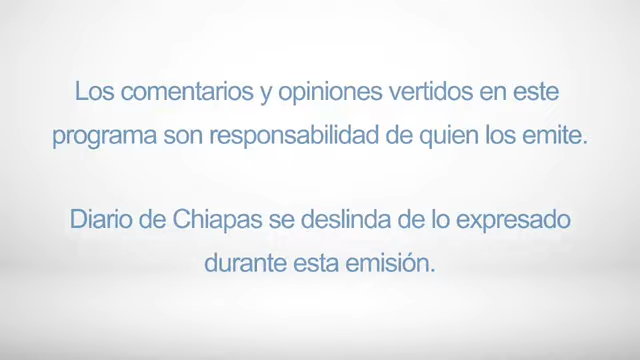 Los comentarios y opiniones vertidos en este
programa son responsabilidad de quien los emite.
Diario de Chiapas se deslinda de lo expresado
durante esta emisión.